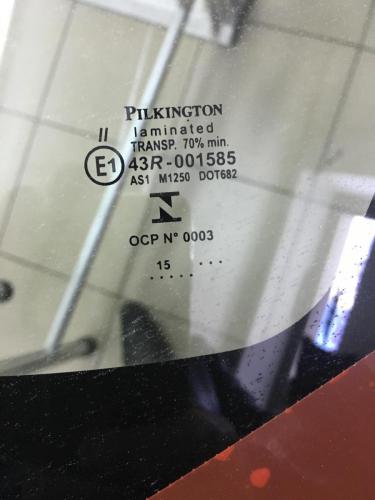 PILKINGTON
II laminated
TRANSP. 70% min.
E1 43R-001585
AS1 M1250 DOT682
N
OCP N° 0003
15 ....
......